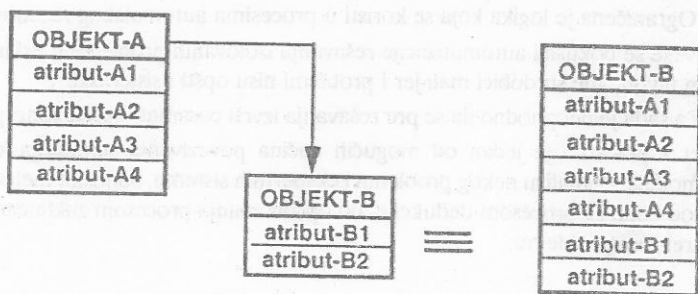 OBJEKT-A
atribut-A1
atribut-A2
atribut-A3
atribut-A4
OBJEKT-B
atribut-B1
atribut-B2
OBJEKT-B
atribut-A1
atribut-A2
atribut-A3
atribut-A4
atribut-B1
atribut-B2